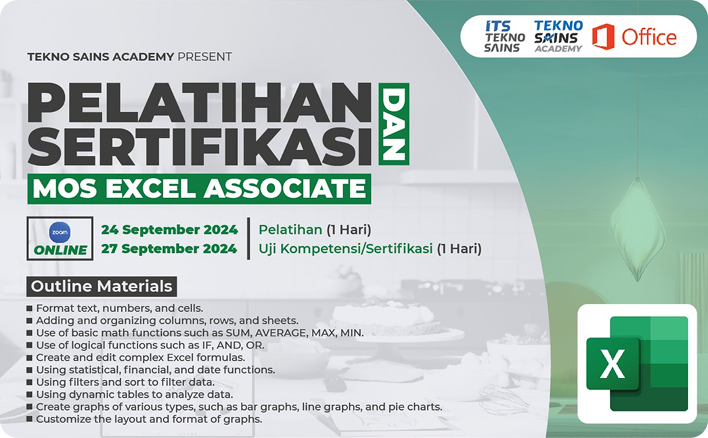 ITS TEKNO SAINS
TEKNO SAINS ACADEMY
Office
TEKNO SAINS ACADEMY PRESENT
PELATIHAN DAN
SERTIFIKASI
MOS EXCEL ASSOCIATE
zoom
ONLINE
24 September 2024 Pelatihan (1 Hari)
27 September 2024 Uji Kompetensi/Sertifikasi (1 Hari)
Outline Materials
Format text, numbers, and cells.
Adding and organizing columns, rows, and sheets.
Use of basic math functions such as SUM, AVERAGE, MAX, MIN.
Use of logical functions such as IF, AND, OR.
Create and edit complex Excel formulas.
Using statistical, financial, and date functions.
Using filters and sort to filter data.
Using dynamic tables to analyze data.
Create graphs of various types, such as bar graphs, line graphs, and pie charts.
Customize the layout and format of graphs.
X